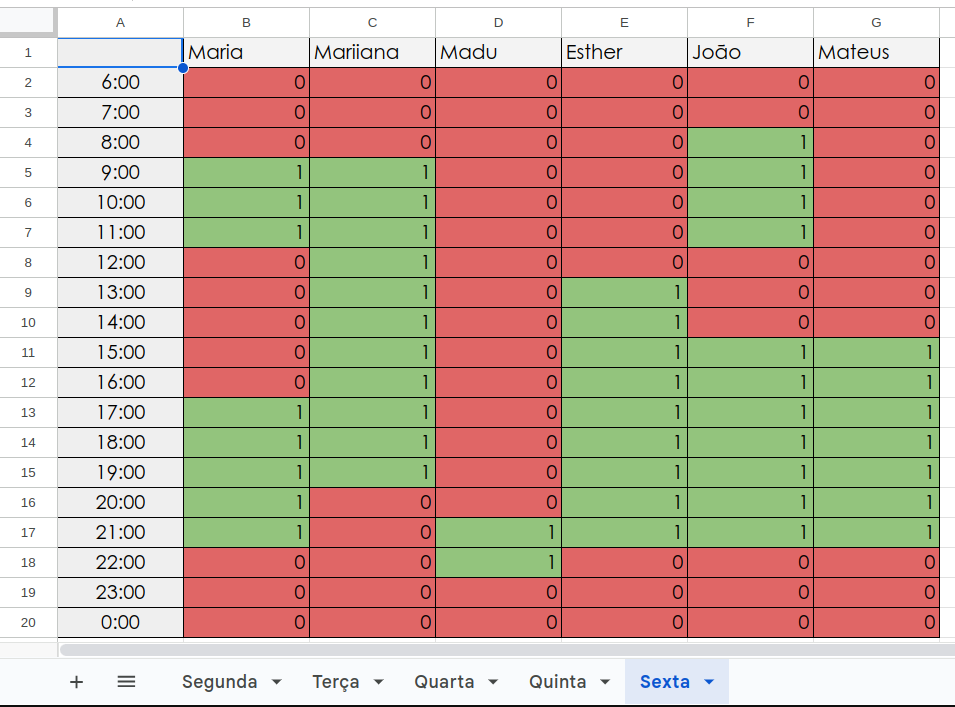 A B C D E F G
1 Maria Mariiana Madu Esther João Mateus
2 6:00 0 0 0 0 0 0
3 7:00 0 0 0 0 0 0
4 8:00 0 0 0 0 1 0
5 9:00 1 1 0 0 1 0
6 10:00 1 1 0 0 1 0
7 11:00 1 1 0 0 1 0
8 12:00 0 1 0 0 0 0
9 13:00 0 1 0 1 0 0
10 14:00 0 1 0 1 0 0
11 15:00 0 1 0 1 1 1
12 16:00 0 1 0 1 1 1
13 17:00 1 1 0 1 1 1
14 18:00 1 1 0 1 1 1
15 19:00 1 1 0 1 1 1
16 20:00 1 0 0 1 1 1
17 21:00 1 0 1 1 1 1
18 22:00 0 0 1 0 0 0
19 23:00 0 0 0 0 0 0
20 0:00 0 0 0 0 0 0
Segunda Terça Quarta Quinta Sexta